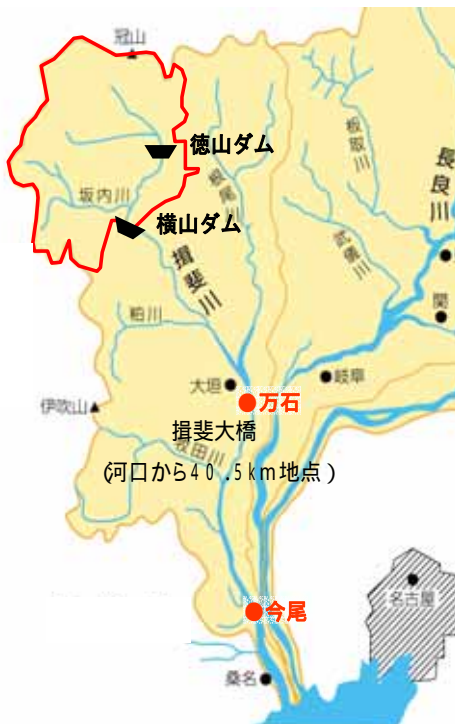 冠山
徳山ダム
根尾川
板取川
長良川
坂内川
横山ダム
揖斐川
武儀川
関
粕川
大垣
岐阜
万石
伊吹山
揖斐大橋
牧田川
(河口から40.5km地点)
名古屋
今尾
桑名